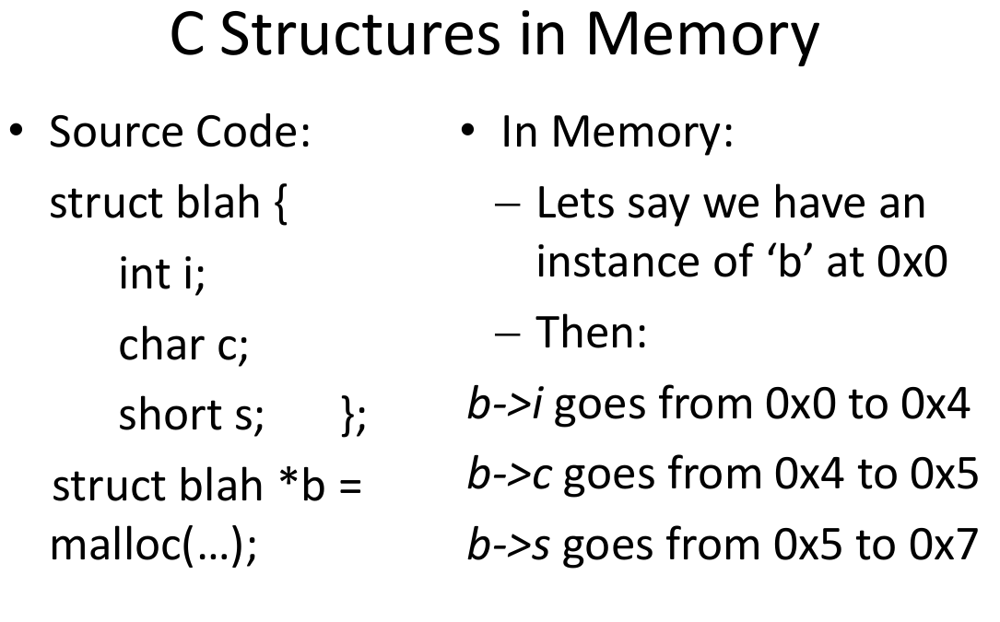 C Structures in Memory
• Source Code:
struct blah {
int i;
char c;
short s; };
struct blah *b =
malloc(…);
• In Memory:
– Lets say we have an
instance of ‘b’ at 0x0
– Then:
b->i goes from 0x0 to 0x4
b->c goes from 0x4 to 0x5
b->s goes from 0x5 to 0x7